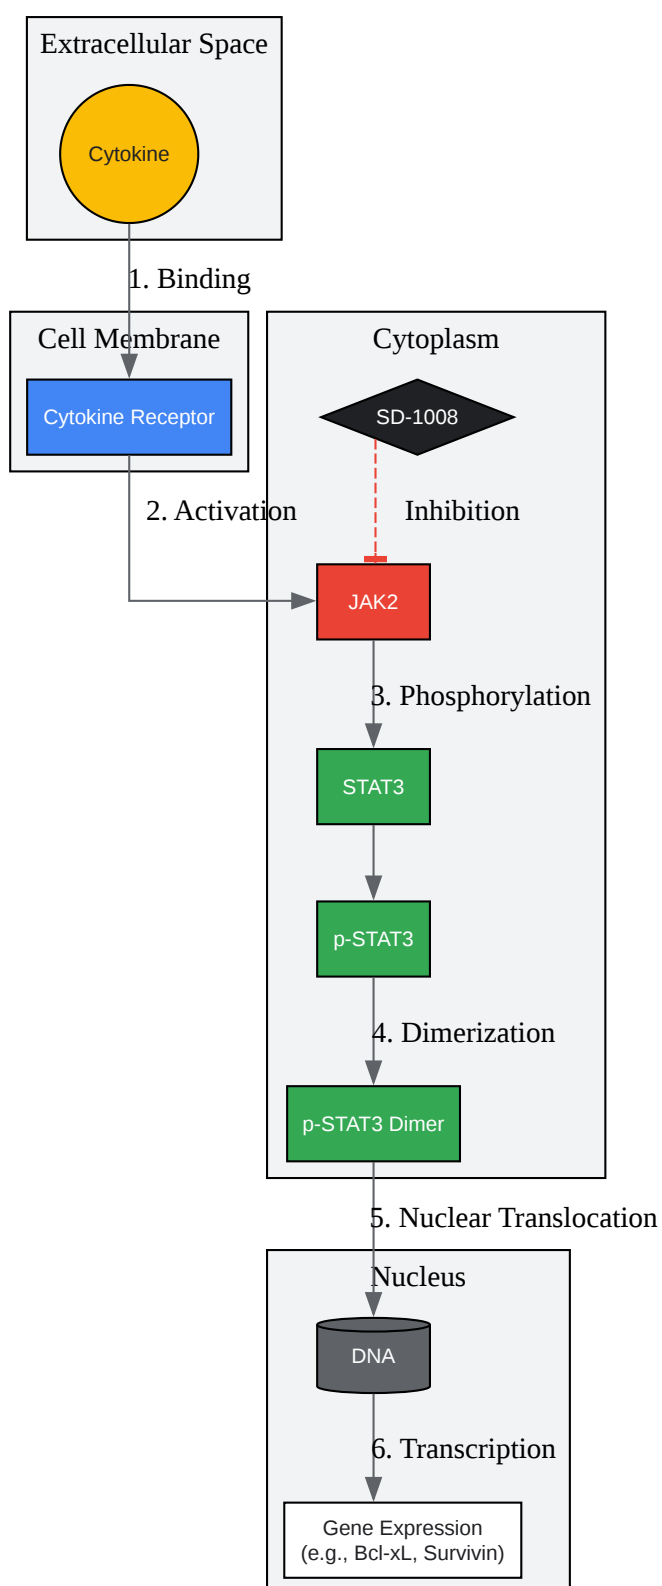 Extracellular Space
Cytokine
1. Binding
Cell Membrane
Cytokine Receptor
Cytoplasm
SD-1008
2. Activation
Inhibition
JAK2
3. Phosphorylation
STAT3
p-STAT3
4. Dimerization
p-STAT3 Dimer
5. Nuclear Translocation
Nucleus
DNA
6. Transcription
Gene Expression
(e.g., Bcl-xL, Survivin)